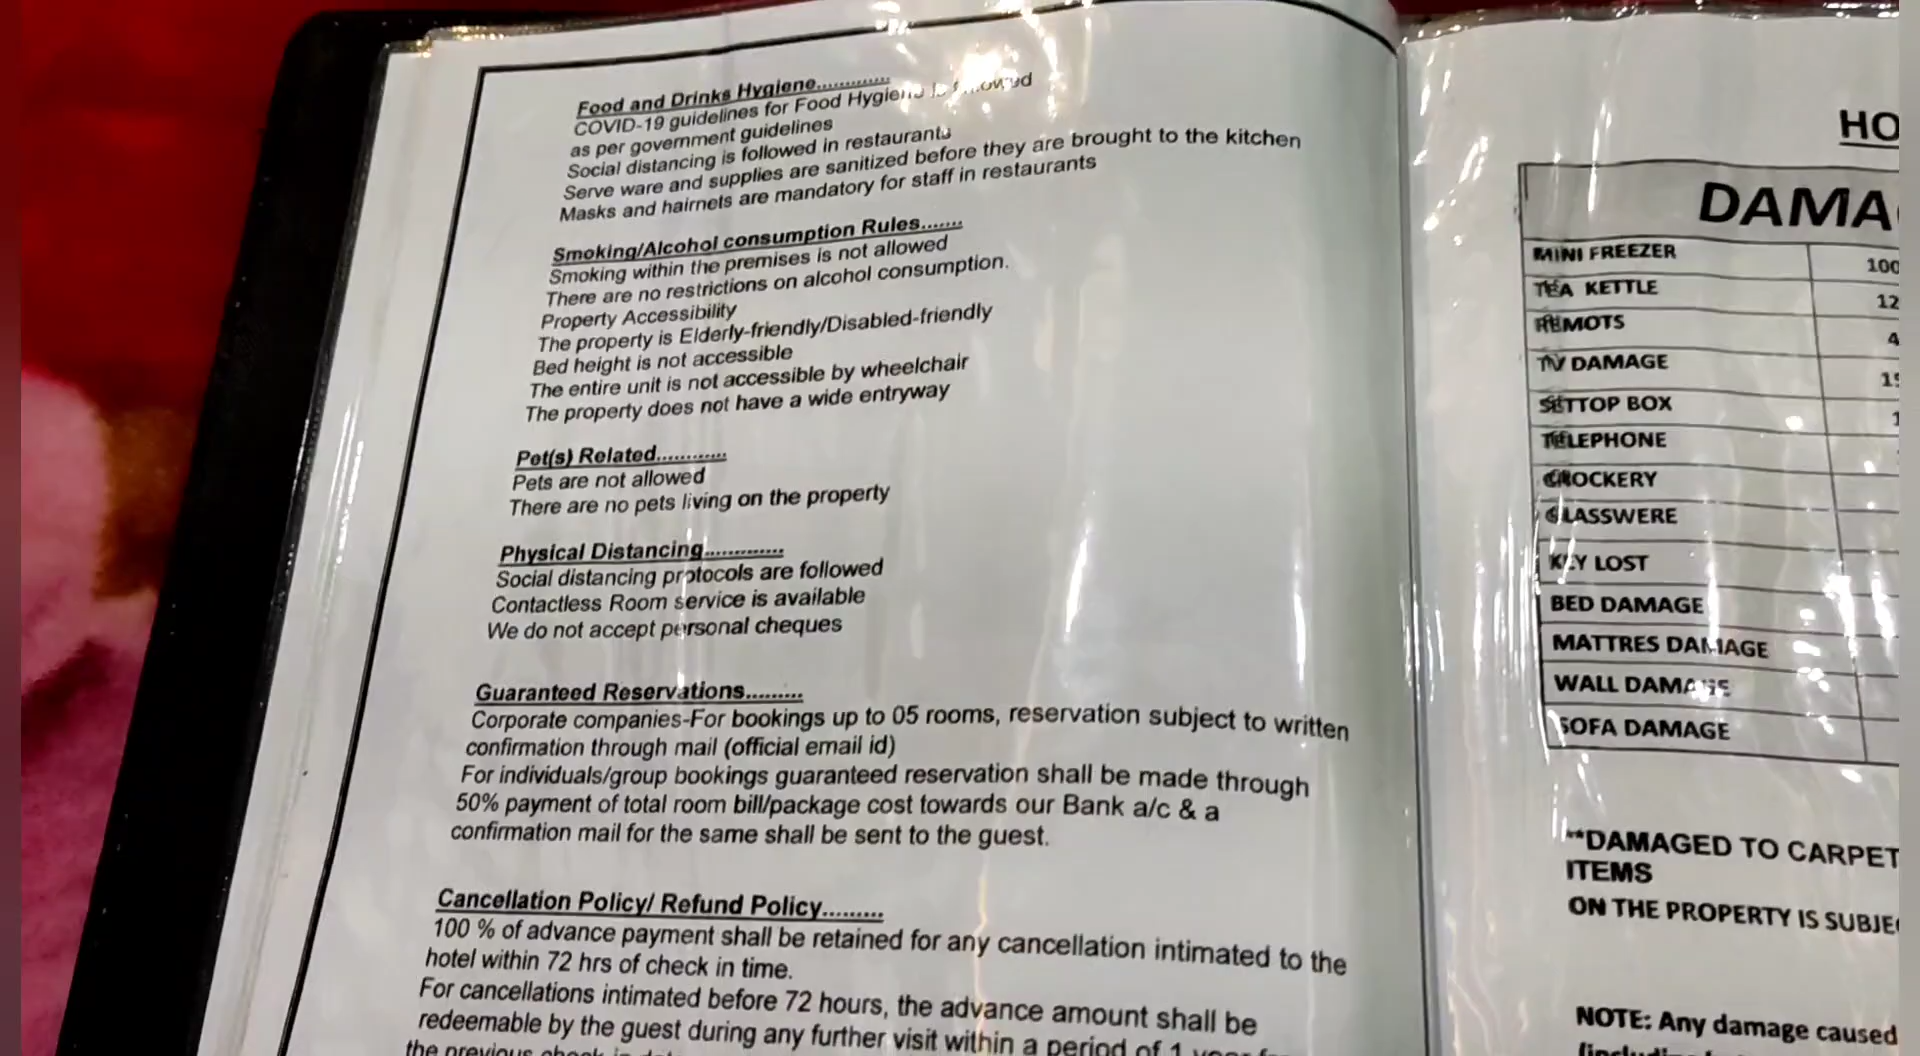 Food and Drinks Hygiene.............
COVID-19 guidelines for Food Hygiene is followed
as per government guidelines
Social distancing is followed in restaurants
Serve ware and supplies are sanitized before they are brought to the kitchen
Masks and hairnets are mandatory for staff in restaurants
Smoking/Alcohol consumption Rules.......
Smoking within the premises is not allowed
There are no restrictions on alcohol consumption.
Property Accessibility
The property is Elderly-friendly/Disabled-friendly
Bed height is not accessible
The entire unit is not accessible by wheelchair
The property does not have a wide entryway
Pet(s) Related............
Pets are not allowed
There are no pets living on the property
Physical Distancing.............
Social distancing protocols are followed
Contactless Room service is available
We do not accept personal cheques
Guaranteed Reservations.........
Corporate companies-For bookings up to 05 rooms, reservation subject to written
confirmation through mail (official email id)
For individuals/group bookings guaranteed reservation shall be made through
50% payment of total room bill/package cost towards our Bank a/c & a
confirmation mail for the same shall be sent to the guest.
Cancellation Policy/ Refund Policy.........
100 % of advance payment shall be retained for any cancellation intimated to the
hotel within 72 hrs of check in time.
For cancellations intimated before 72 hours, the advance amount shall be
redeemable by the guest during any further visit within a period of 1 year
the previous check
HO
DAMA
MINI FREEZER 100
TEA KETTLE 12
REMOTS 4
TV DAMAGE 15
SETTOP BOX 1
TELEPHONE
CROCKERY
GLASSWERE
KEY LOST
BED DAMAGE
MATTRES DAMAGE
WALL DAMAGE
SOFA DAMAGE
**DAMAGED TO CARPET
ITEMS
ON THE PROPERTY IS SUBJE
NOTE: Any damage caused